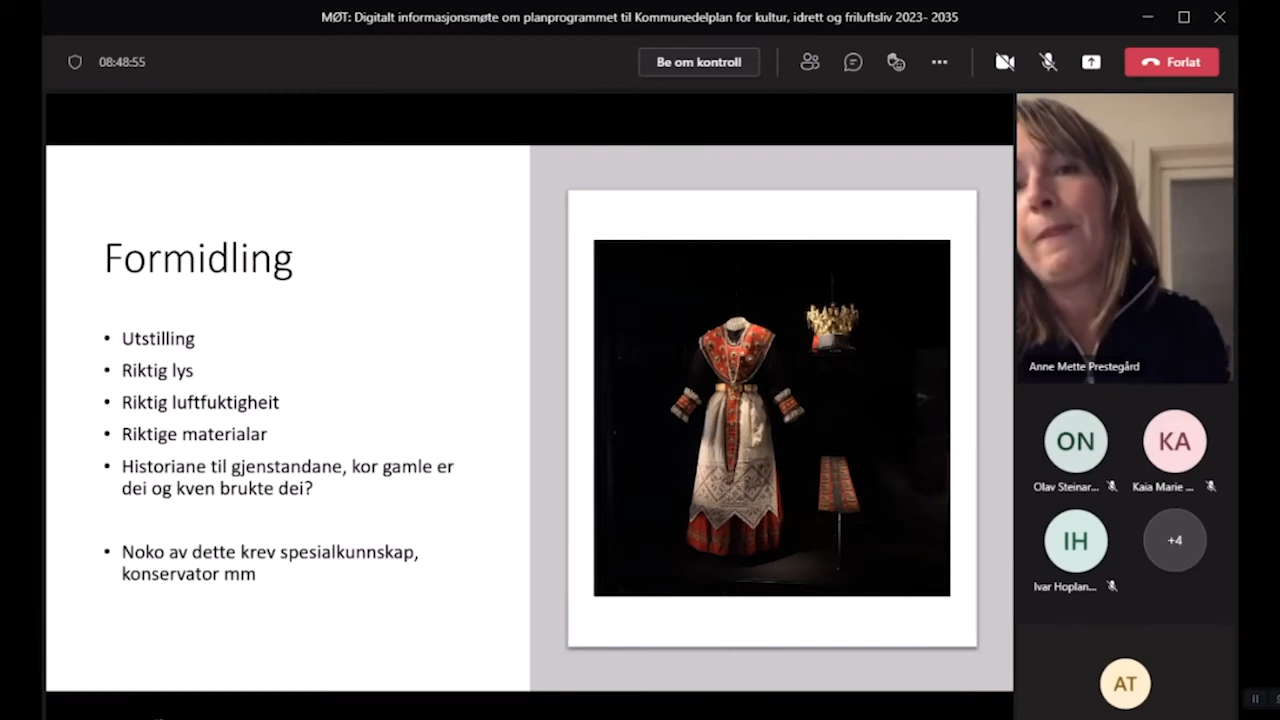 MØT: Digitalt informasjonsmøte om planprogrammet til Kommunedelplan for kultur, idrett og friluftsliv 2023- 2035
08:48:55
Be om kontroll
Forlat
Formidling
• Utstilling
• Riktig lys
• Riktig luftfuktigheit
• Riktige materialar
• Historiane til gjenstandane, kor gamle er
dei og kven brukte dei?
• Noko av dette krev spesialkunnskap,
konservator mm
Anne Mette Prestegård
ON
KA
Olav Steinar...
Kaia Marie ...
IH
+4
Ivar Hoplan...
AT